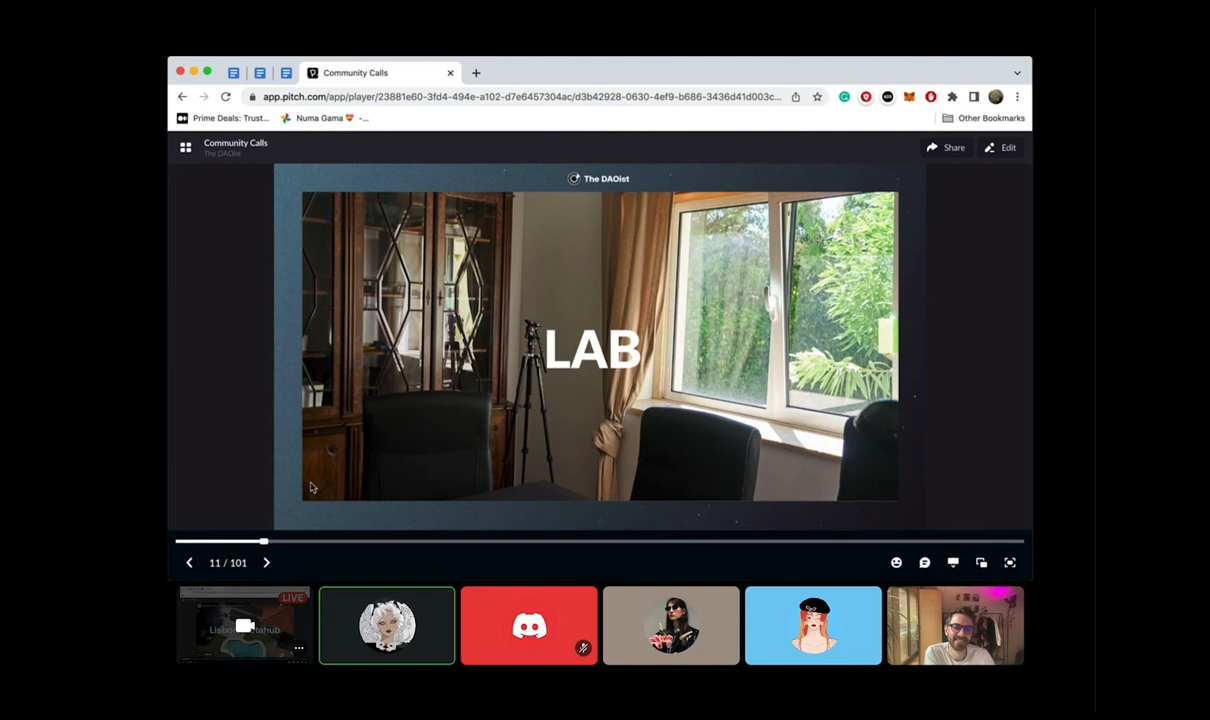 Community Calls
app.pitch.com/app/player/23881e60-3fd4-494e-a102-d7e6457304ac/d3b42928-0630-4ef9-b686-3436d41d003c...
Prime Deals: Trust...
Numa Gama - ...
Other Bookmarks
Community Calls
The DAOist
Share
Edit
The DAOist
LAB
11 / 101
LIVE